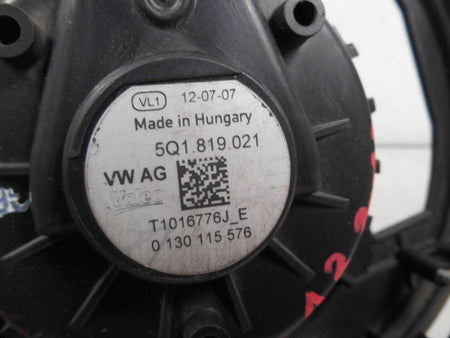 VL1 12-07-07
Made in Hungary
5Q1.819.021
VW AG
Valeo
T1016776J_E
0 130 115 576